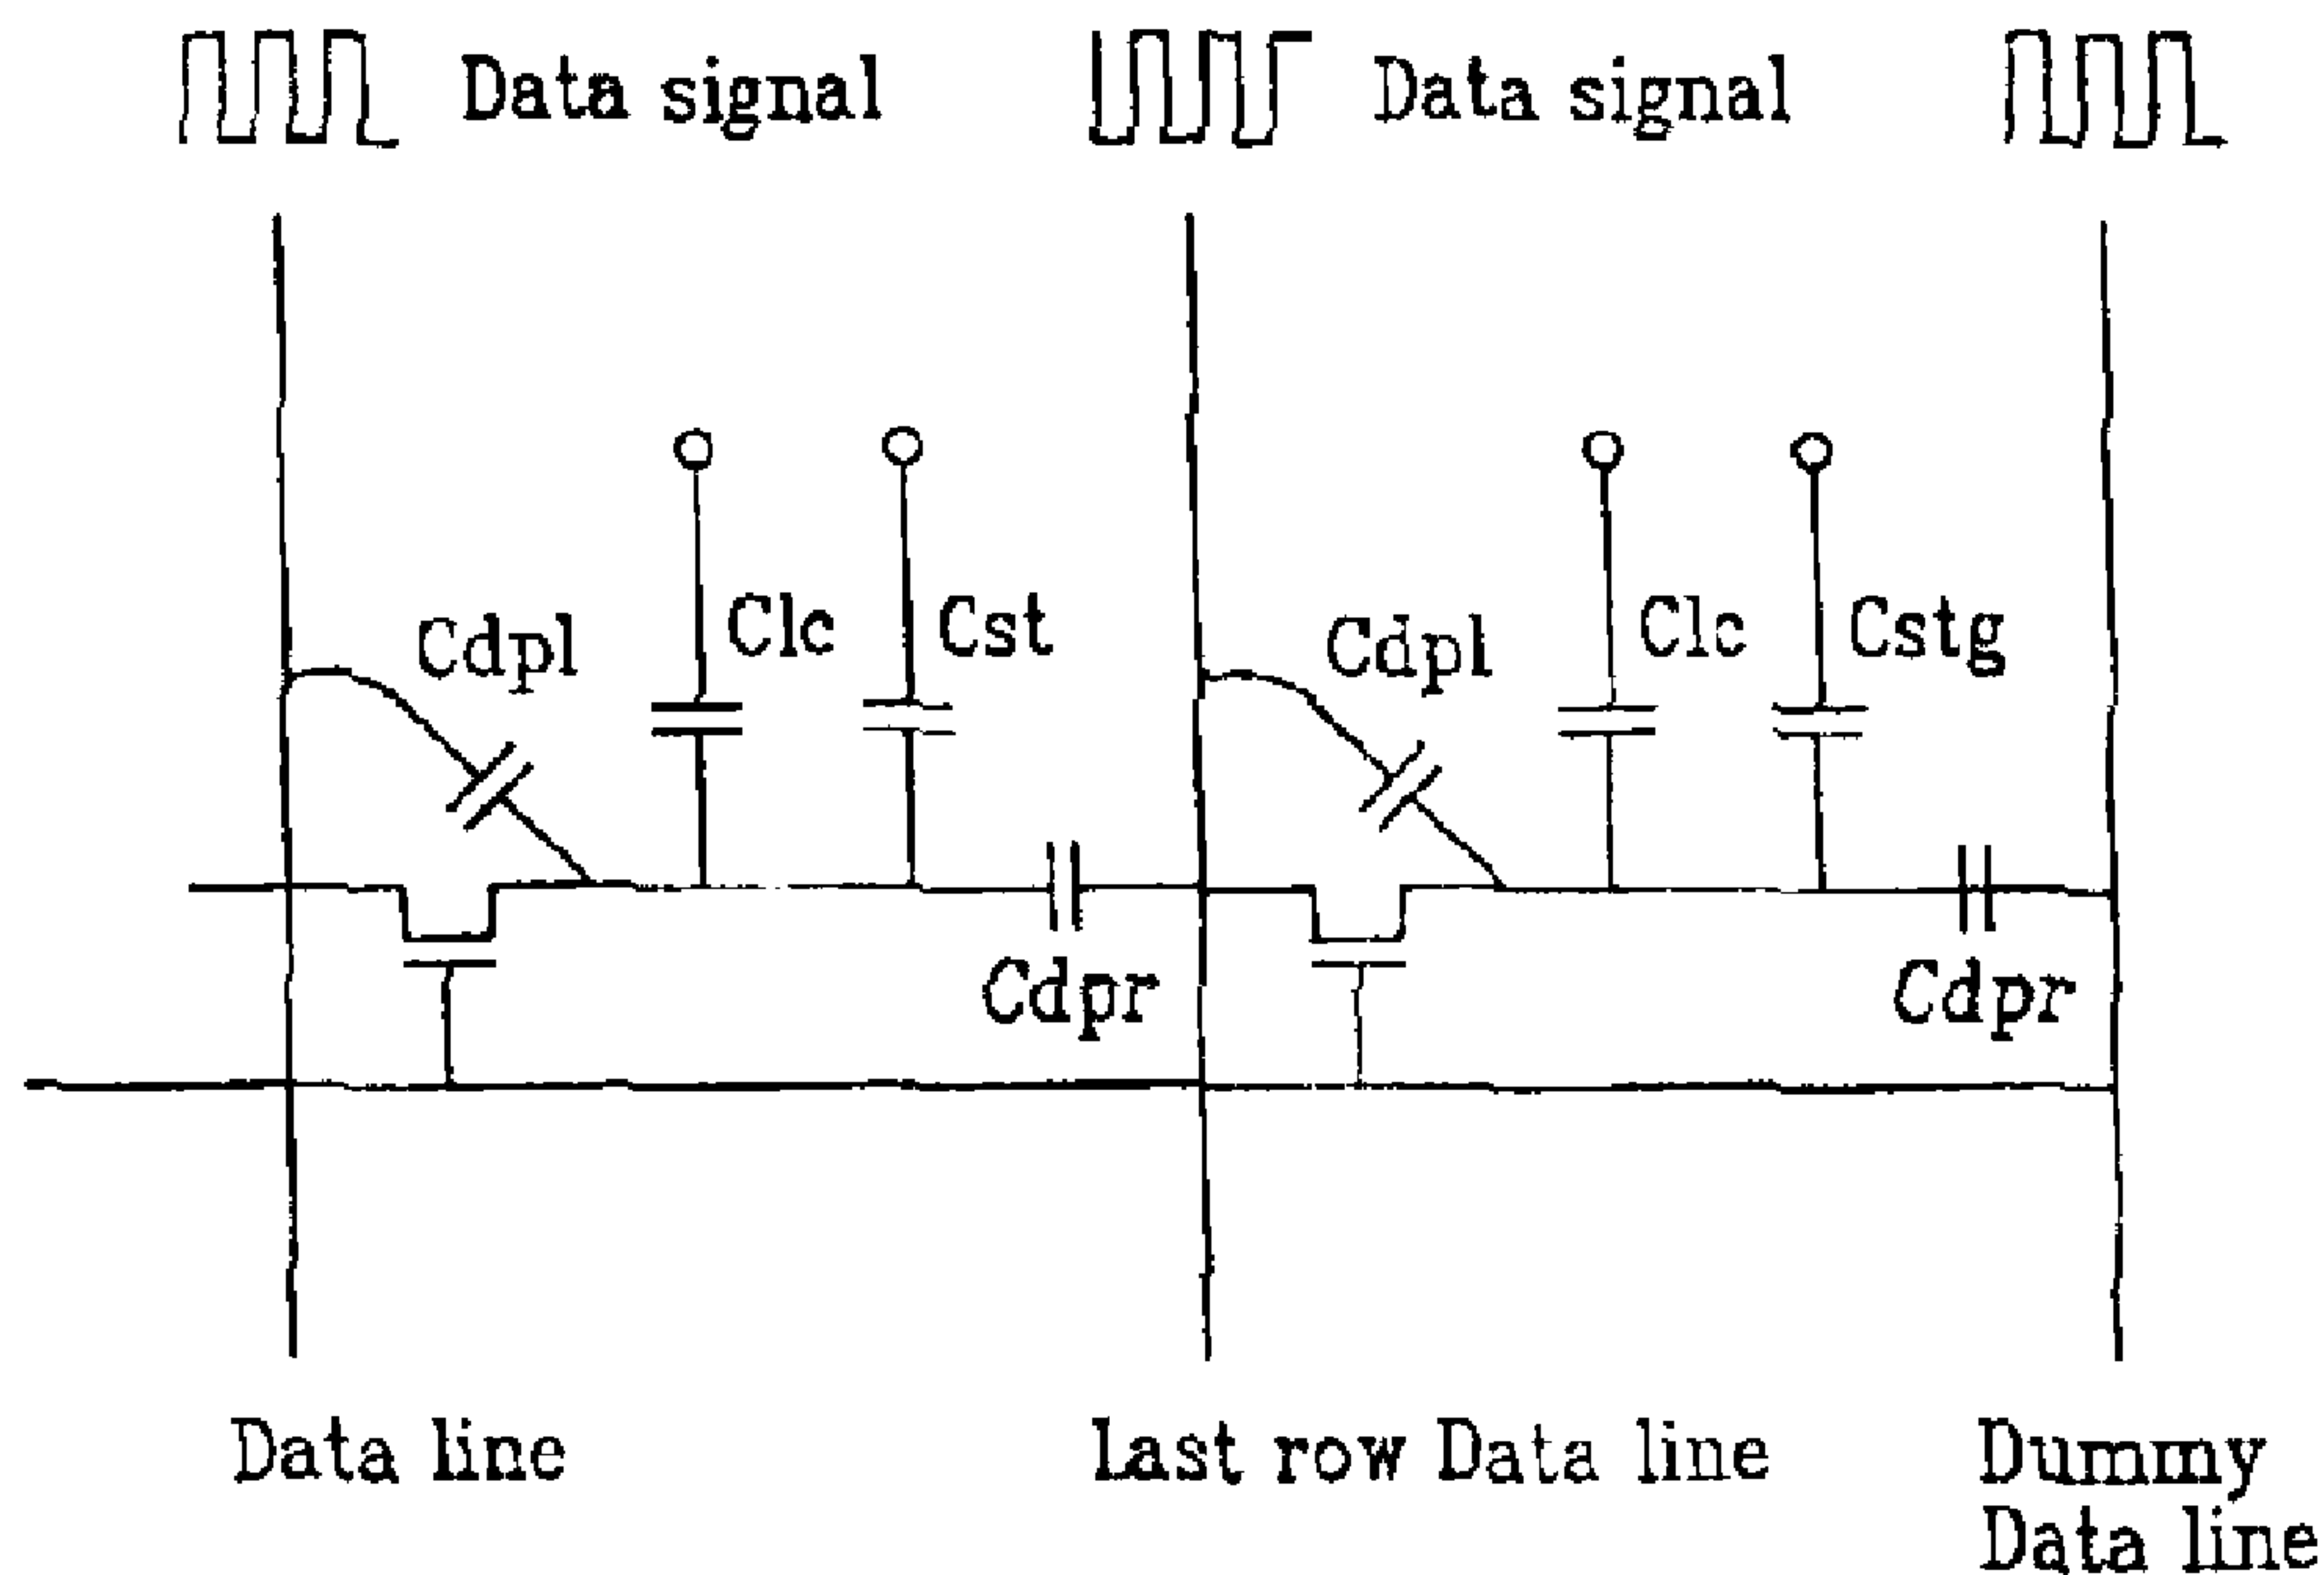 Data signal
Data signal
Cdpl
Clc
Cst
Cdpl
Clc
Cstg
Cdpr
Cdpr
Data line
Last row Data line
Dummy
Data line